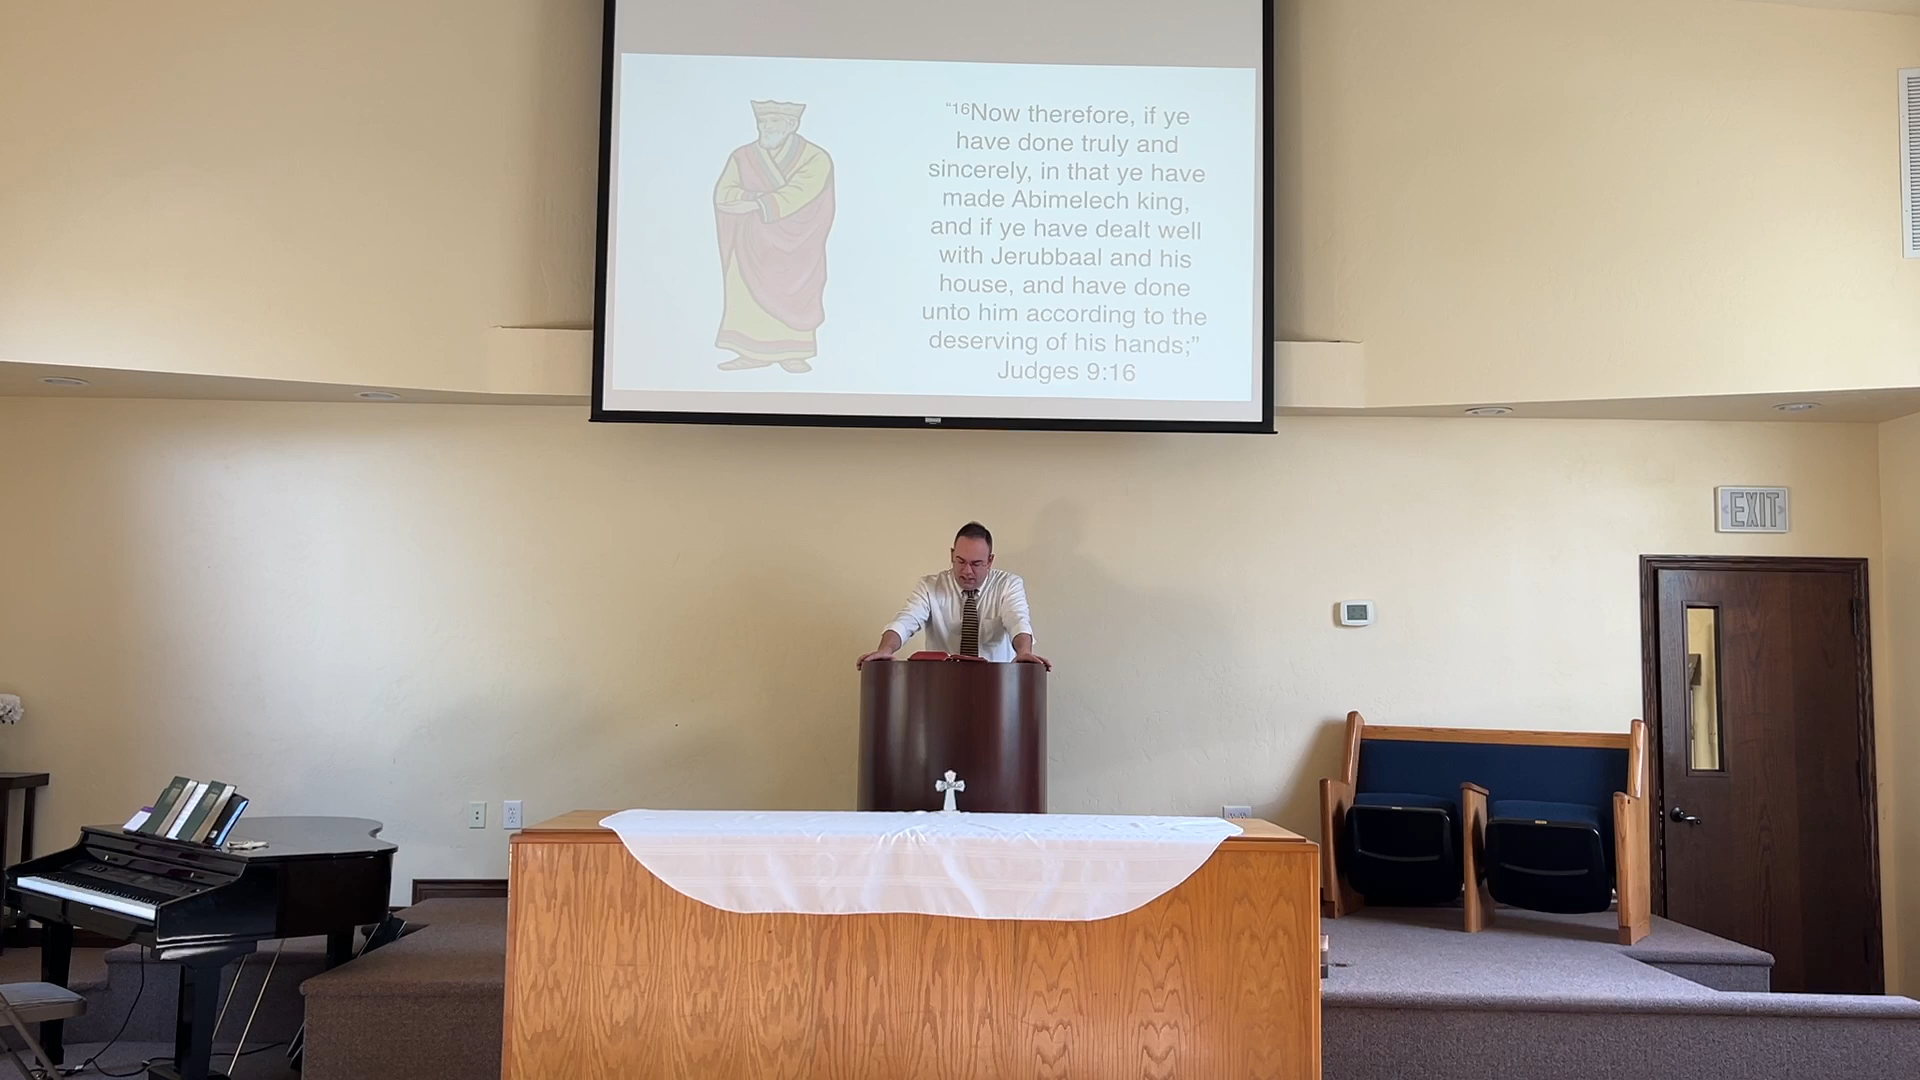 “16Now therefore, if ye
have done truly and
sincerely, in that ye have
made Abimelech king,
and if ye have dealt well
with Jerubbaal and his
house, and have done
unto him according to the
deserving of his hands;”
Judges 9:16
EXIT